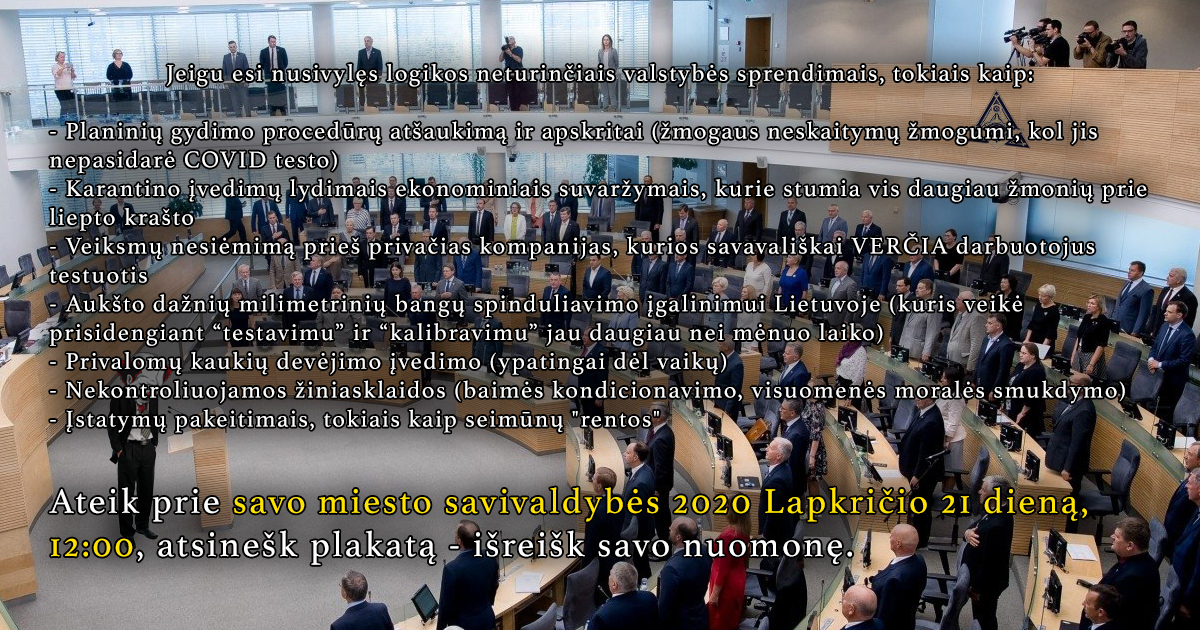 Jeigu esi nusivylęs logikos neturinčiais valstybės sprendimais, tokiais kaip:
- Planinių gydimo procedūrų atšaukimą ir apskritai (žmogaus neskaitymų žmogumi, kol jis
nepasidarė COVID testo)
- Karantino įvedimų lydimais ekonominiais suvaržymais, kurie stumia vis daugiau žmonių prie
liepto krašto
- Veiksmų nesiėmimą prieš privačias kompanijas, kurios savavališkai VERČIA darbuotojus
testuotis
- Aukšto dažnių milimetrinių bangų spinduliavimo įgalinimui Lietuvoje (kuris veikė
prisidengiant “testavimu” ir “kalibravimu” jau daugiau nei mėnuo laiko)
- Privalomų kaukių devėjimo įvedimo (ypatingai dėl vaikų)
- Nekontroliuojamos žiniasklaidos (baimės kondicionavimo, visuomenės moralės smukdymo)
- Įstatymų pakeitimais, tokiais kaip seimūnų "rentos"
Ateik prie savo miesto savivaldybės 2020 Lapkričio 21 dieną,
12:00, atsinešk plakatą - išreišk savo nuomonę.